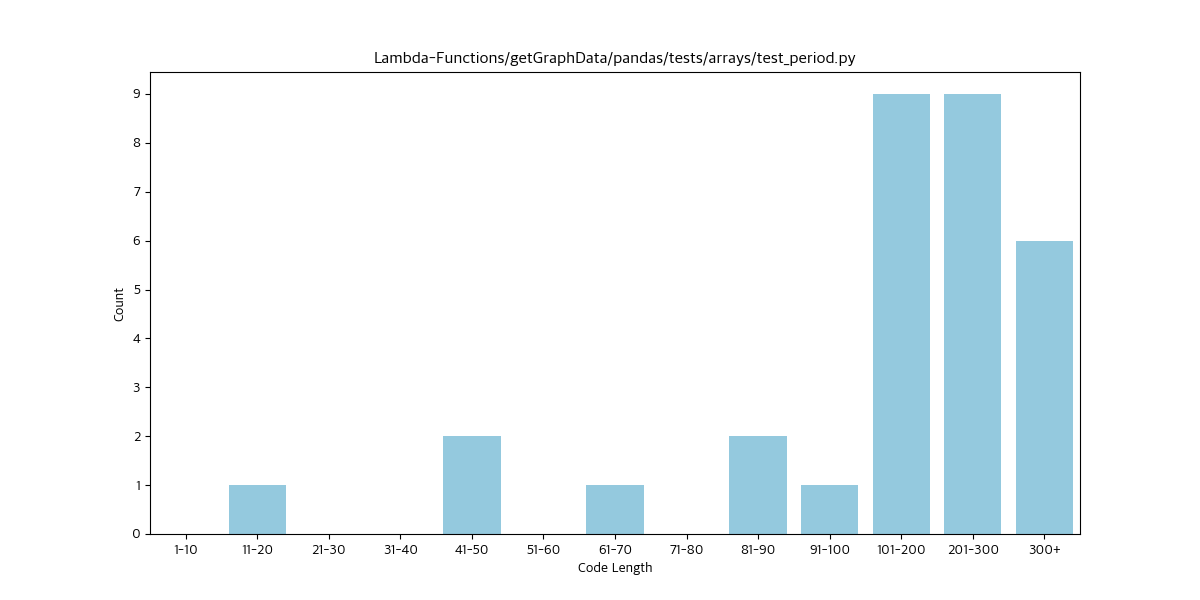 Lambda-Functions/getGraphData/pandas/tests/arrays/test_period.py
9
8
7
6
5
4
3
2
1
0
Count
1-10 11-20 21-30 31-40 41-50 51-60 61-70 71-80 81-90 91-100 101-200 201-300 300+
Code Length